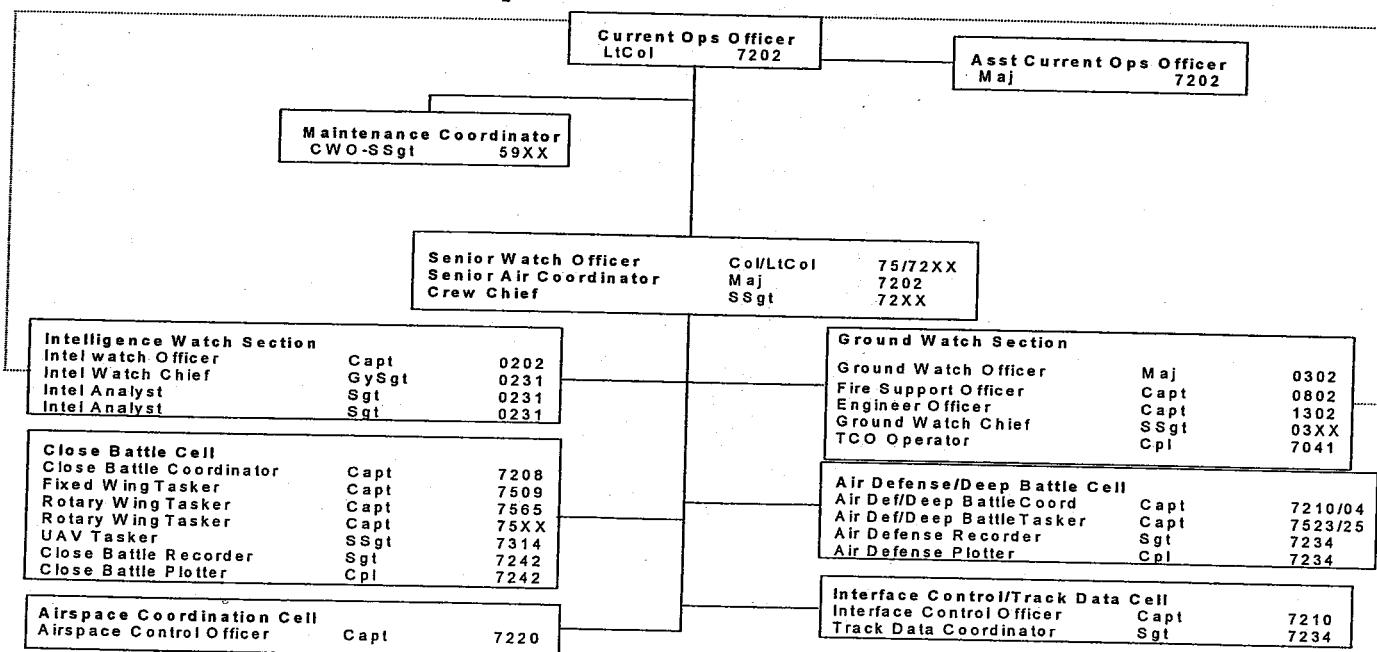 Current Ops Officer
LtCol 7202
Asst Current Ops Officer
Maj 7202
Maintenance Coordinator
CWO-SSgt 59XX
Senior Watch Officer Col/LtCol 75/72XX
Senior Air Coordinator Maj 7202
Crew Chief SSgt 72XX
Intelligence Watch Section
Intel watch Officer Capt 0202
Intel Watch Chief GySgt 0231
Intel Analyst Sgt 0231
Intel Analyst Sgt 0231
Ground Watch Section
Ground Watch Officer Maj 0302
Fire Support Officer Capt 0802
Engineer Officer Capt 1302
Ground Watch Chief SSgt 03XX
TCO Operator Cpl 7041
Close Battle Cell
Close Battle Coordinator Capt 7208
Fixed Wing Tasker Capt 7509
Rotary Wing Tasker Capt 7565
Rotary Wing Tasker Capt 75XX
UAV Tasker SSgt 7314
Close Battle Recorder Sgt 7242
Close Battle Plotter Cpl 7242
Air Defense/Deep Battle Cell
Air Def/Deep BattleCoord Capt 7210/04
Air Def/Deep BattleTasker Capt 7523/25
Air Defense Recorder Sgt 7234
Air Defense Plotter Cpl 7234
Airspace Coordination Cell
Airspace Control Officer Capt 7220
Interface Control/Track Data Cell
Interface Control Officer Capt 7210
Track Data Coordinator Sgt 7234